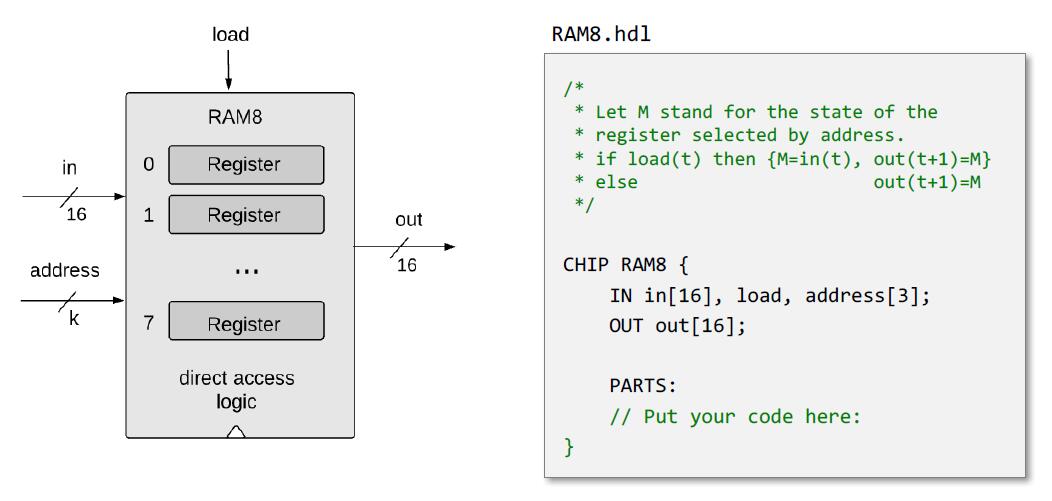 load
RAM8
0 Register
in
16
1 Register
out
16
address
k
...
7 Register
direct access
logic
RAM8.hdl
/*
* Let M stand for the state of the
* register selected by address.
* if load(t) then {M=in(t), out(t+1)=M}
* else out(t+1)=M
*/
CHIP RAM8 {
IN in[16], load, address[3];
OUT out[16];
PARTS:
// Put your code here:
}